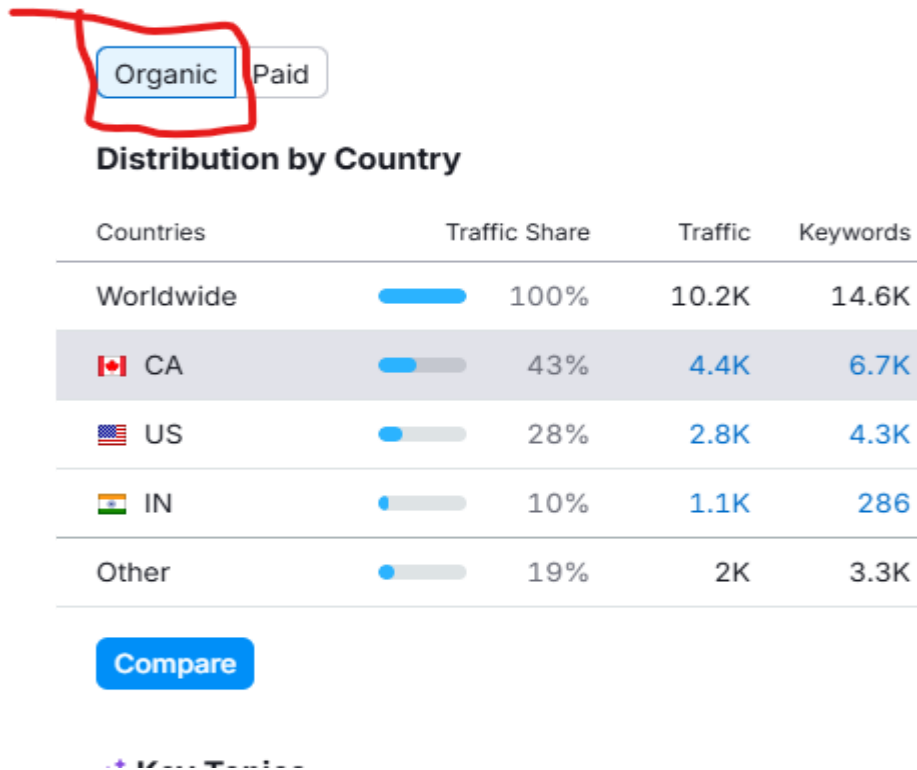 Organic Paid
Distribution by Country
Countries Traffic Share Traffic Keywords
Worldwide 100% 10.2K 14.6K
CA 43% 4.4K 6.7K
US 28% 2.8K 4.3K
IN 10% 1.1K 286
Other 19% 2K 3.3K
Compare
Key Topics